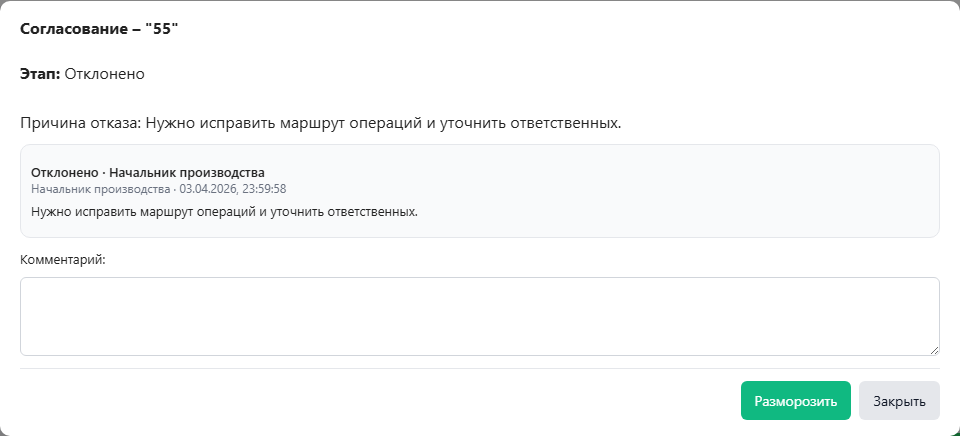 Согласование – "55"
Этап: Отклонено
Причина отказа: Нужно исправить маршрут операций и уточнить ответственных.
Отклонено · Начальник производства
Начальник производства · 03.04.2026, 23:59:58
Нужно исправить маршрут операций и уточнить ответственных.
Комментарий:
Разморозить Закрыть